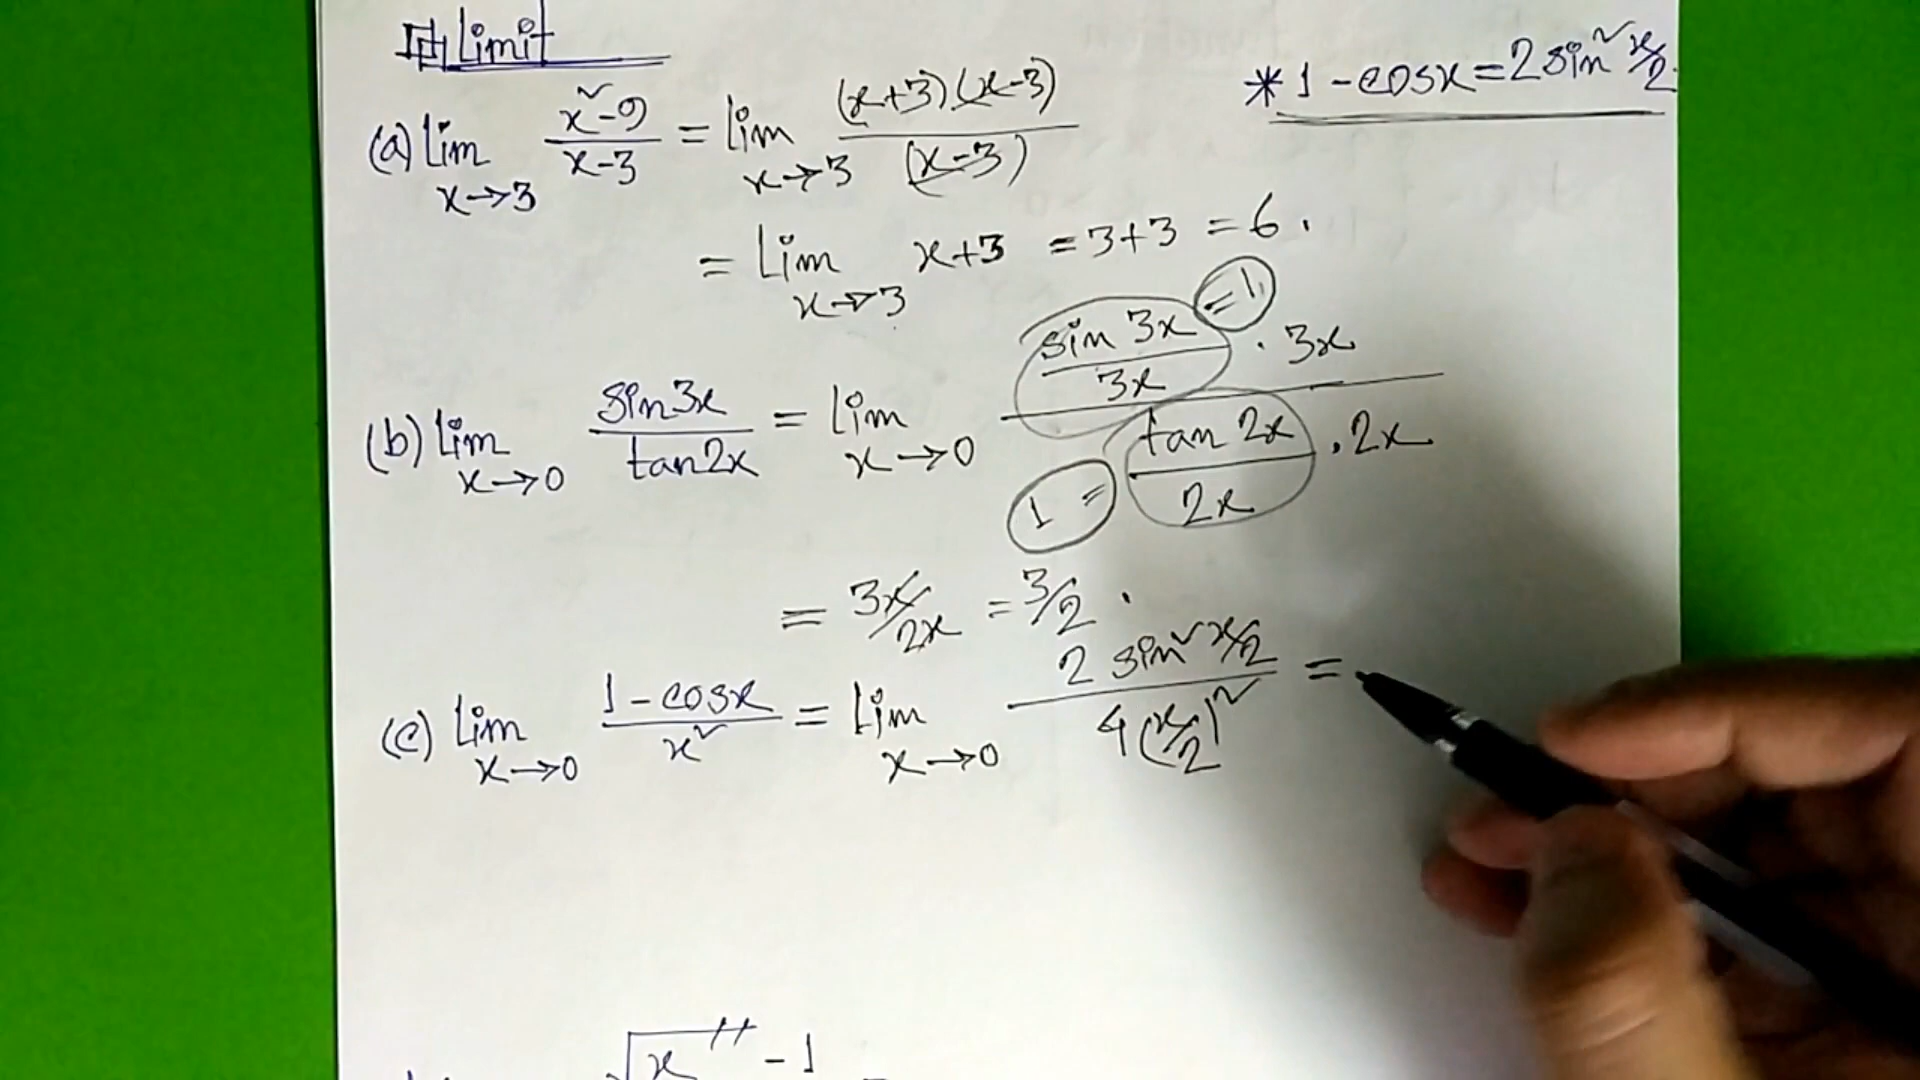 Limit
* 1 - cosx = 2 sin² x/2
(a) lim x→3 x²-9 / x-3 = lim x→3 (x+3)(x-3) / (x-3)
= lim x→3 x+3 = 3+3 = 6.
(b) lim x→0 sin3x / tan2x = lim x→0 sin 3x / 3x = 1 . 3x / tan 2x / 2x . 2x 1 =
= 3x/2x = 3/2.
(c) lim x→0 1-cosx / x² = lim x→0 2 sin² x/2 / 4(x/2)² =
√x - 1